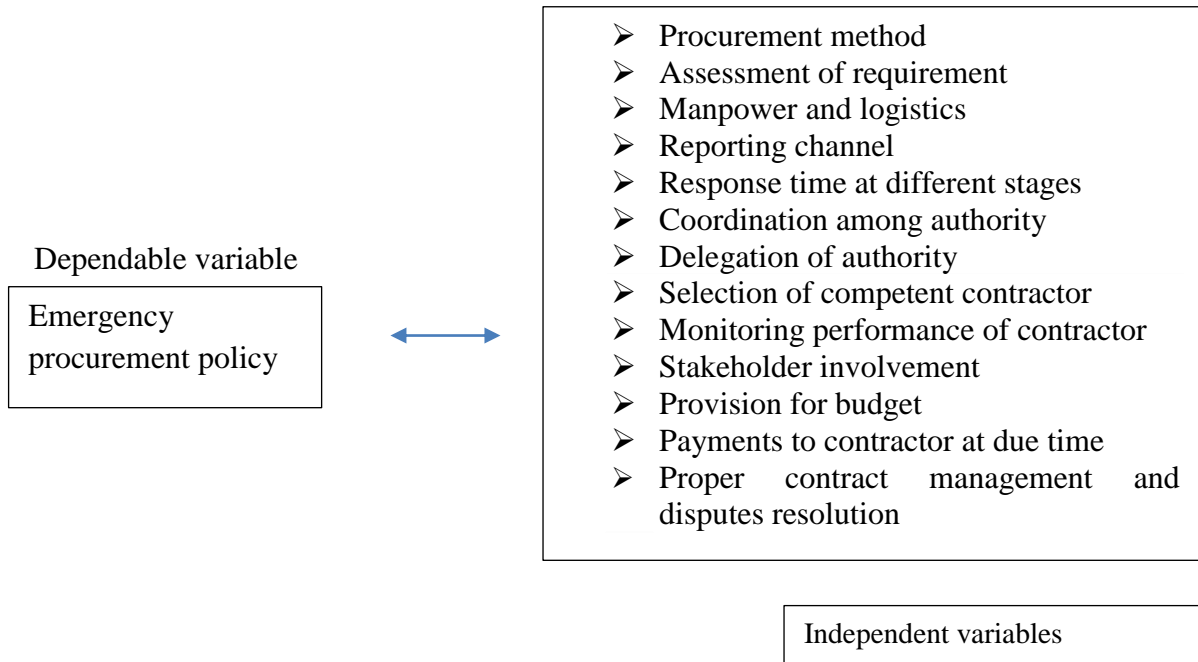 ➢ Procurement method
➢ Assessment of requirement
➢ Manpower and logistics
➢ Reporting channel
➢ Response time at different stages
➢ Coordination among authority
➢ Delegation of authority
➢ Selection of competent contractor
➢ Monitoring performance of contractor
➢ Stakeholder involvement
➢ Provision for budget
➢ Payments to contractor at due time
➢ Proper contract management and
disputes resolution
Dependable variable
Emergency
procurement policy
Independent variables